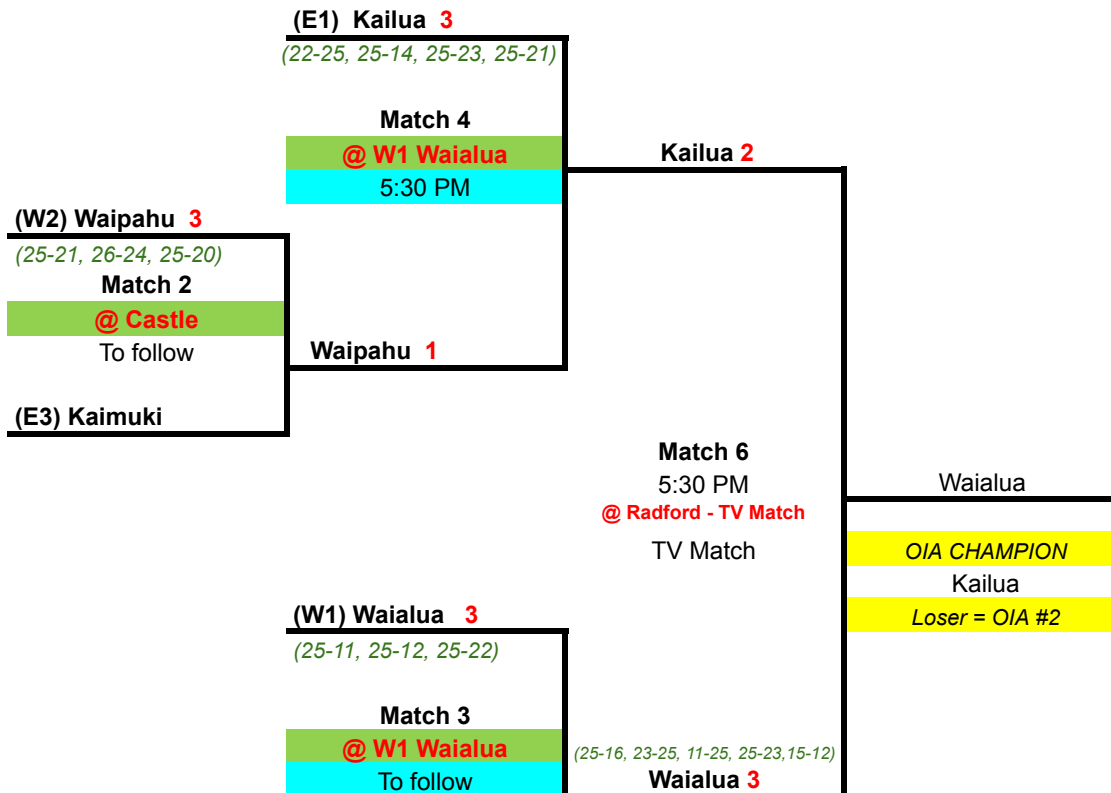 (E1) Kailua 3
(22-25, 25-14, 25-23, 25-21)
Match 4
@ W1 Waialua
5:30 PM
Kailua 2
(W2) Waipahu 3
(25-21, 26-24, 25-20)
Match 2
@ Castle
To follow
Waipahu 1
(E3) Kaimuki
Match 6
5:30 PM
@ Radford - TV Match
TV Match
Waialua
OIA CHAMPION
Kailua
Loser = OIA #2
(W1) Waialua 3
(25-11, 25-12, 25-22)
Match 3
@ W1 Waialua
To follow
(25-16, 23-25, 11-25, 25-23,15-12)
Waialua 3